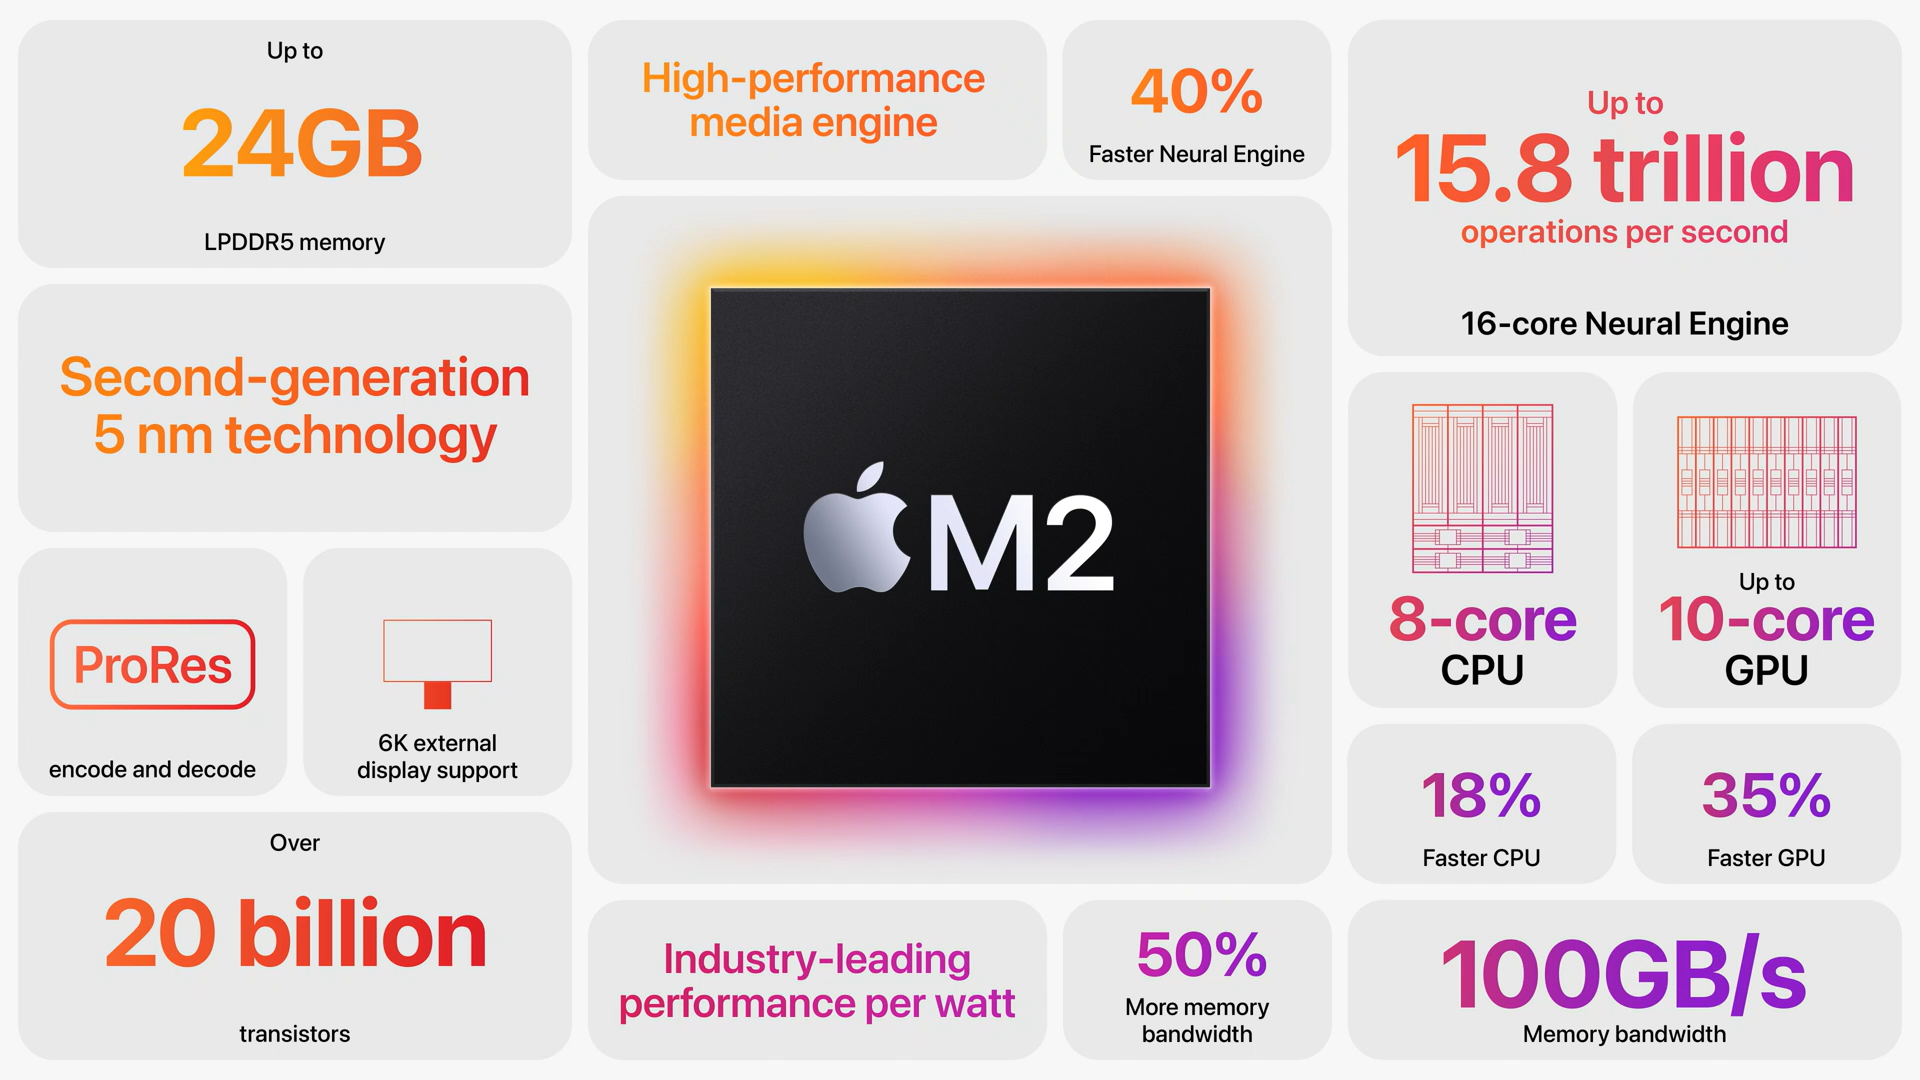 Up to
24GB
LPDDR5 memory
Second-generation
5 nm technology
ProRes
encode and decode
6K external
display support
Over
20 billion
transistors
High-performance
media engine
40%
Faster Neural Engine
M2
Industry-leading
performance per watt
50%
More memory
bandwidth
Up to
15.8 trillion
operations per second
16-core Neural Engine
8-core
CPU
Up to
10-core
GPU
18%
Faster CPU
35%
Faster GPU
100GB/s
Memory bandwidth